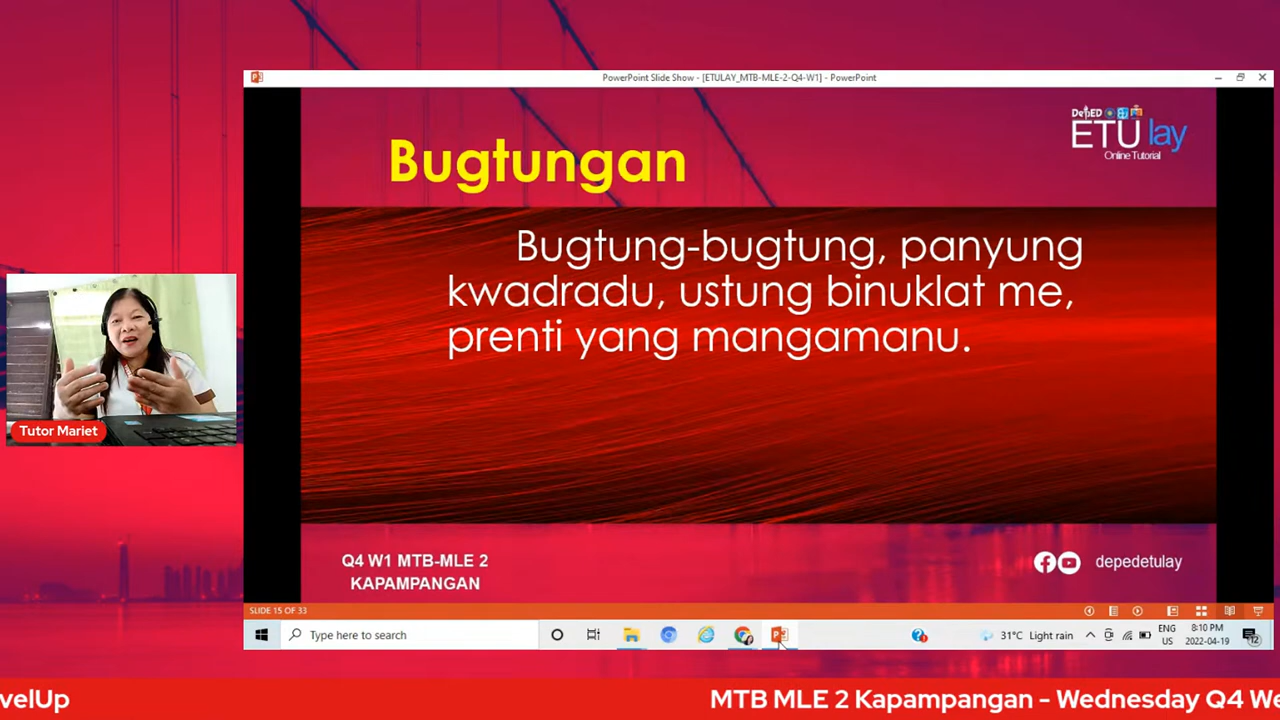 PowerPoint Slide Show - [ETULAY_MTB-MLE-2-Q4-W1] - PowerPoint
DepED
ETUlay
Online Tutorial
Bugtungan
Bugtung-bugtung, panyung
kwadradu, ustung binuklat me,
prenti yang mangamanu.
Tutor Mariet
Q4 W1 MTB-MLE 2
KAPAMPANGAN
depedetulay
SLIDE 15 OF 33
Type here to search
31°C Light rain
ENG
US
8:10 PM
2022-04-19
12
velUp
MTB MLE 2 Kapampangan - Wednesday Q4 We